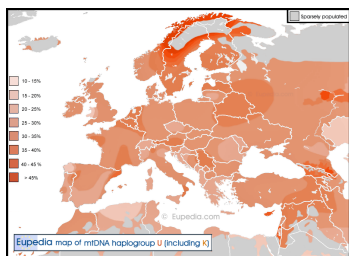 Sparsely populated
10 - 15%
15 - 20%
20 - 25%
25 - 30%
30 - 35%
35 - 40%
40 - 45 %
> 45%
© Eupedia.com
Eupedia map of mtDNA haplogroup U (including K)